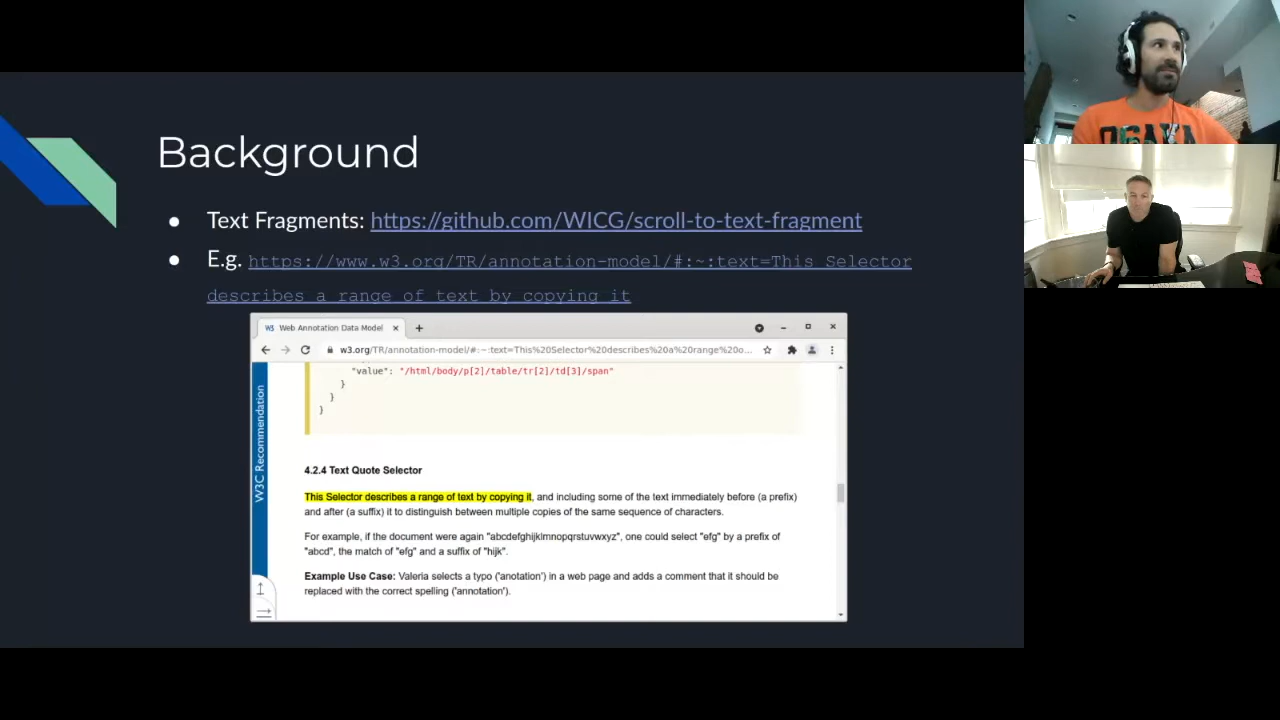 Background
Text Fragments: https://github.com/WICG/scroll-to-text-fragment
E.g. https://www.w3.org/TR/annotation-model/#:~:text=This Selector
describes a range of text by copying it
W3 Web Annotation Data Model
w3.org/TR/annotation-model/#:~:text=This%20Selector%20describes%20a%20range%20o...
"value": "/html/body/p[2]/table/tr[2]/td[3]/span"
}
}
}
W3C Recommendation
4.2.4 Text Quote Selector
This Selector describes a range of text by copying it, and including some of the text immediately before (a prefix)
and after (a suffix) it to distinguish between multiple copies of the same sequence of characters.
For example, if the document were again "abcdefghijklmnopqrstuvwxyz", one could select "efg" by a prefix of
"abcd", the match of "efg" and a suffix of "hijk".
Example Use Case: Valeria selects a typo ('anotation') in a web page and adds a comment that it should be
replaced with the correct spelling ('annotation').
OSAKA